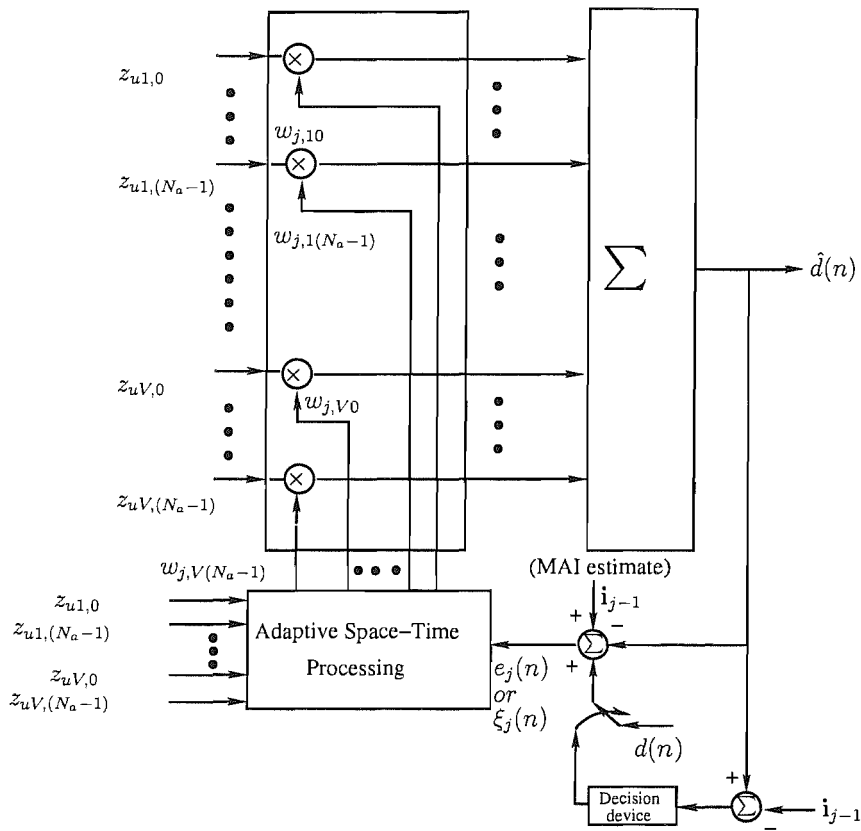 z_{u1,0}
w_{j,10}
z_{u1,(N_a−1)}
w_{j,1(N_a−1)}
∑
d̂(n)
z_{uV,0}
w_{j,V0}
z_{uV,(N_a−1)}
w_{j,V(N_a−1)}
(MAI estimate)
i_{j−1}
z_{u1,0}
z_{u1,(N_a−1)}
z_{uV,0}
z_{uV,(N_a−1)}
Adaptive Space−Time
Processing
+
−
∑
+
e_j(n)
or
ξ_j(n)
d(n)
Decision
device
+
∑
−
i_{j−1}